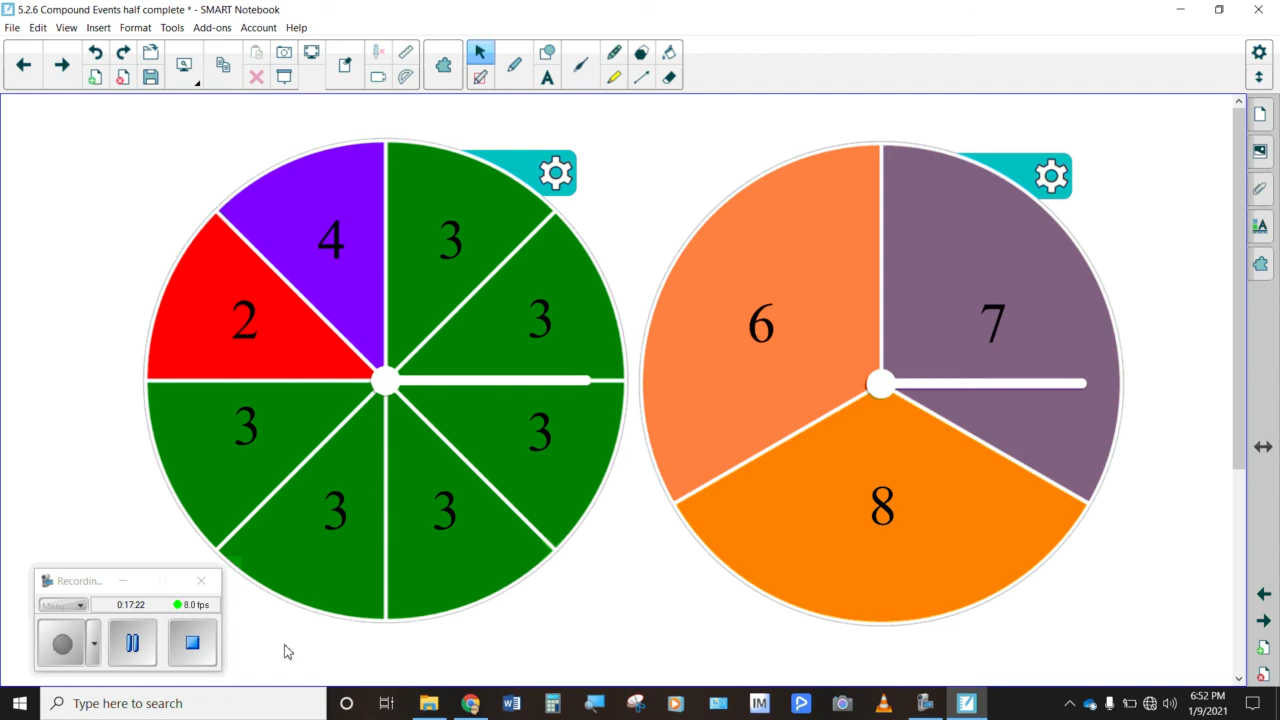 5.2.6 Compound Events half complete * - SMART Notebook
File Edit View Insert Format Tools Add-ons Account Help
A
A
4 3
2 3
3 3
3 3
6 7
8
Recordin...
Menu 0:17:22 8.0 fps
Type here to search
W
IM
6:52 PM
1/9/2021